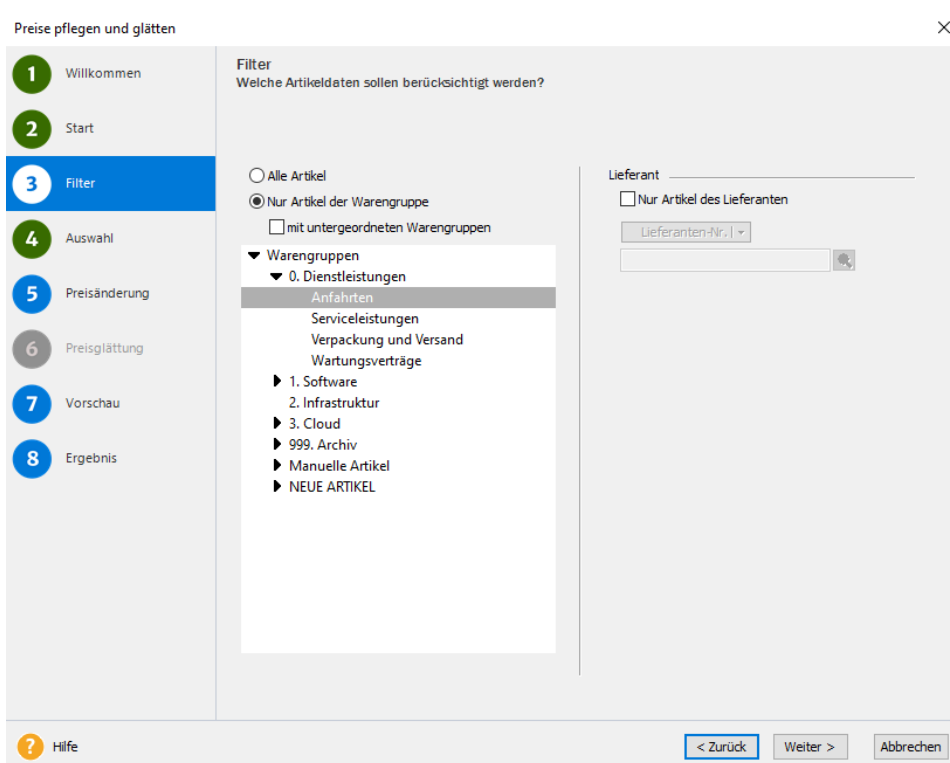 Preise pflegen und glätten
1 Willkommen
2 Start
3 Filter
4 Auswahl
5 Preisänderung
6 Preisglättung
7 Vorschau
8 Ergebnis
Filter
Welche Artikeldaten sollen berücksichtigt werden?
Alle Artikel
Nur Artikel der Warengruppe
mit untergeordneten Warengruppen
Warengruppen
0. Dienstleistungen
Anfahrten
Serviceleistungen
Verpackung und Versand
Wartungsverträge
1. Software
2. Infrastruktur
3. Cloud
999. Archiv
Manuelle Artikel
NEUE ARTIKEL
Lieferant
Nur Artikel des Lieferanten
Lieferanten-Nr.
? Hilfe
< Zurück
Weiter >
Abbrechen